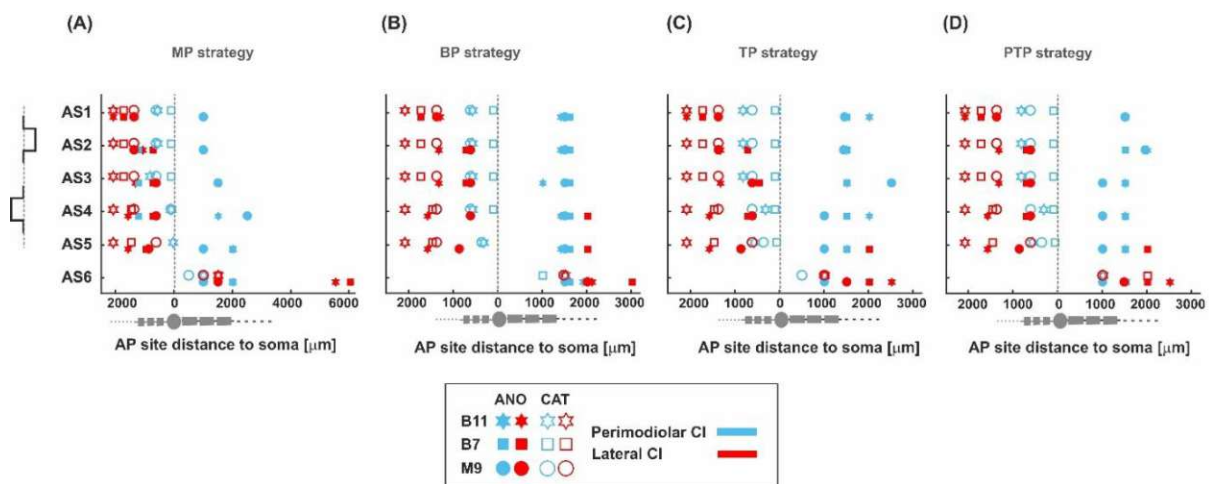 (A) (B) (C) (D)
MP strategy BP strategy TP strategy PTP strategy
AS1
AS2
AS3
AS4
AS5
AS6
2000 0 2000 4000 6000 2000 1000 0 1000 2000 3000 2000 1000 0 1000 2000 3000 2000 1000 0 1000 2000 3000
AP site distance to soma [μm] AP site distance to soma [μm] AP site distance to soma [μm] AP site distance to soma [μm]
ANO CAT
B11
B7
M9
Perimodiolar CI
Lateral CI